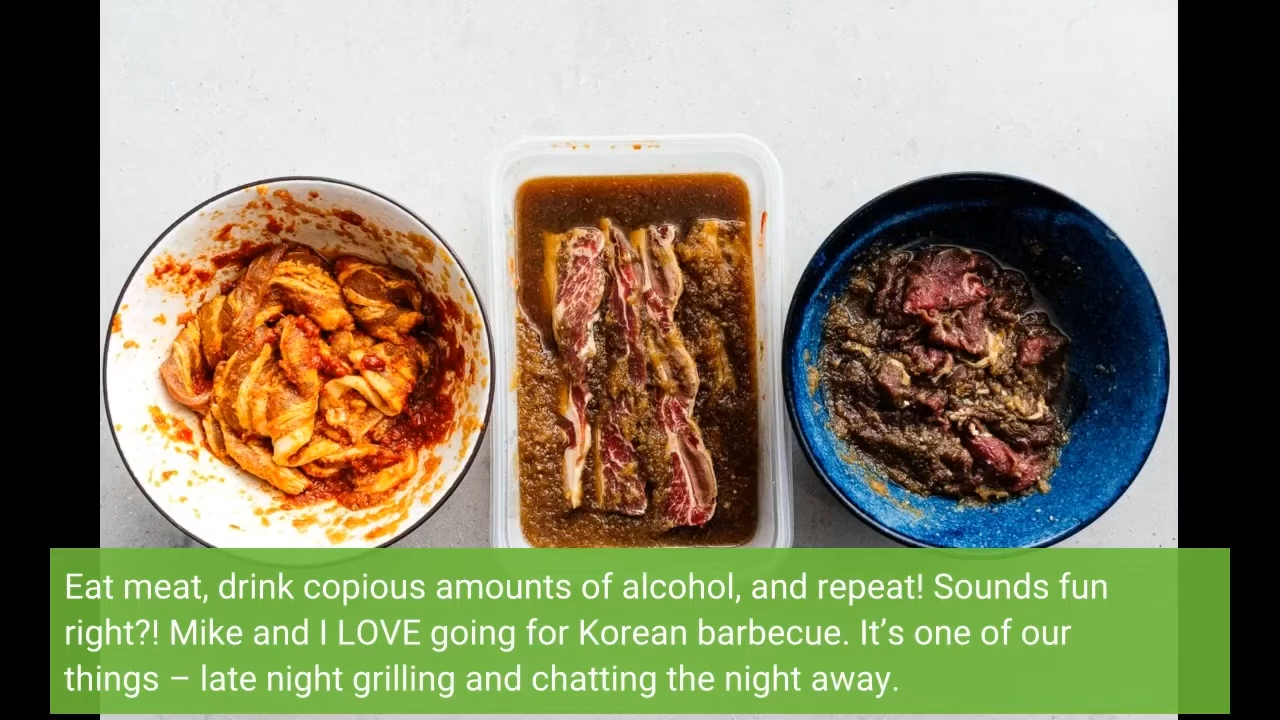 Eat meat, drink copious amounts of alcohol, and repeat! Sounds fun
right?! Mike and I LOVE going for Korean barbecue. It’s one of our
things – late night grilling and chatting the night away.